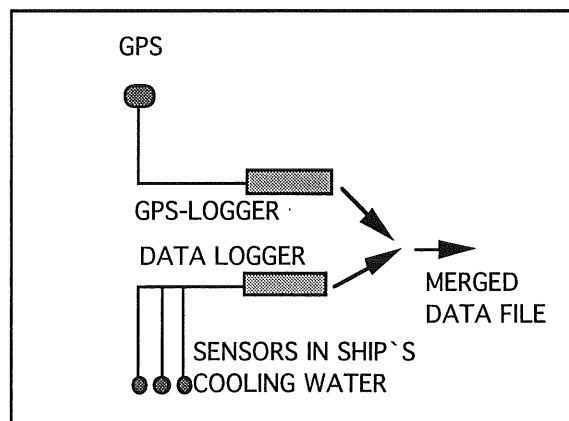 GPS
GPS-LOGGER
DATA LOGGER
MERGED
DATA FILE
SENSORS IN SHIP`S
COOLING WATER